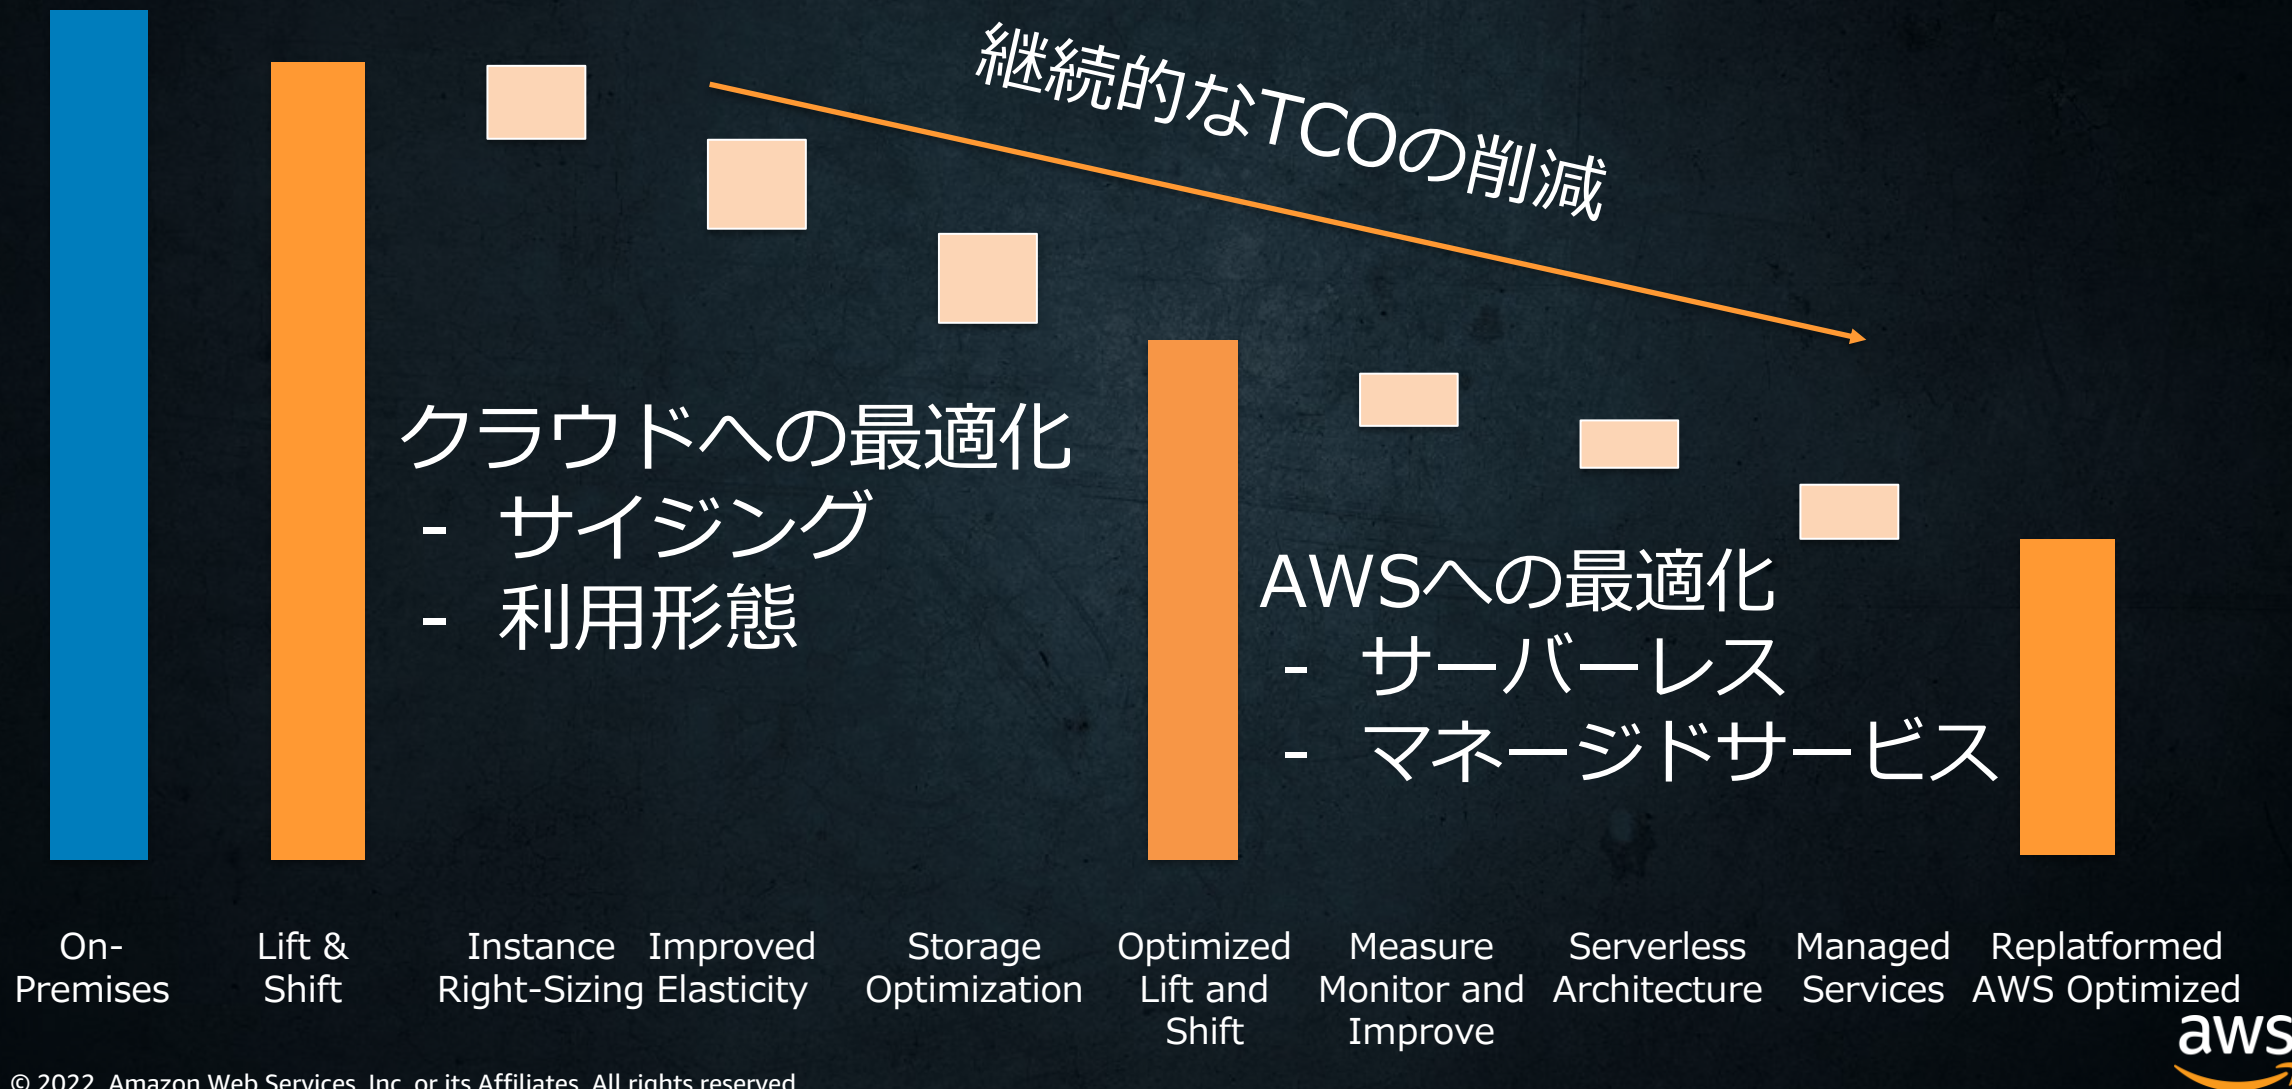 継続的なTCOの削減
クラウドへの最適化
- サイジング
- 利用形態
AWSへの最適化
- サーバーレス
- マネージドサービス
On-
Premises
Lift &
Shift
Instance
Right-Sizing
Improved
Elasticity
Storage
Optimization
Optimized
Lift and
Shift
Measure
Monitor and
Improve
Serverless
Architecture
Managed
Services
Replatformed
AWS Optimized
aws
© 2022, Amazon Web Services, Inc. or its Affiliates. All rights reserved.